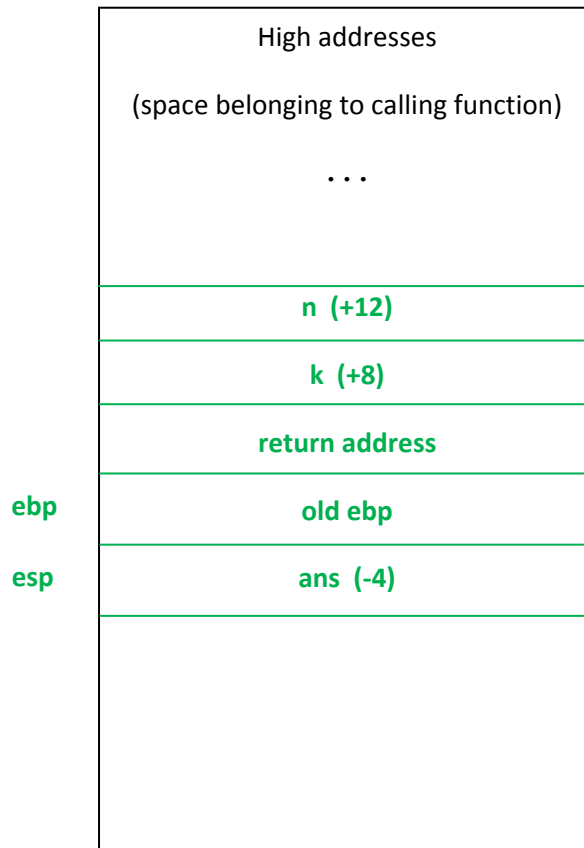 High addresses
(space belonging to calling function)
. . .
n (+12)
k (+8)
return address
ebp
old ebp
esp
ans (-4)